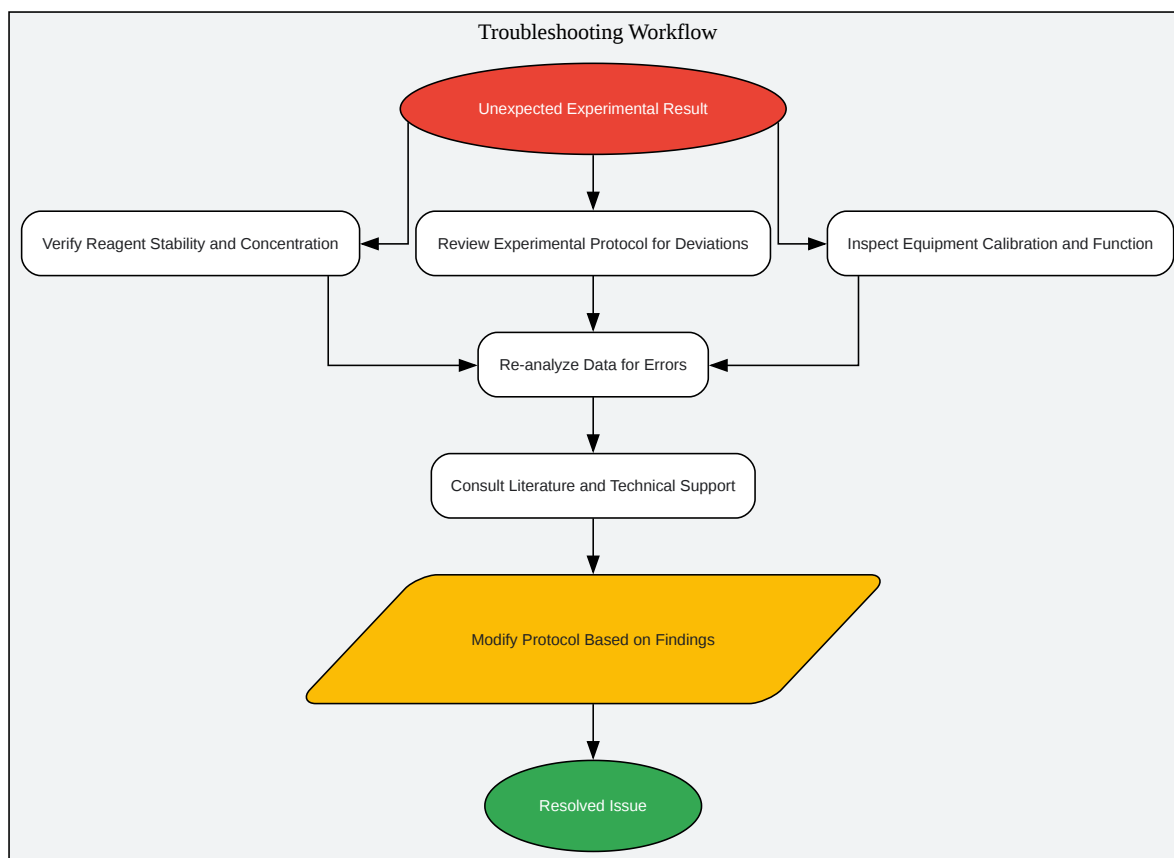 Troubleshooting Workflow
Unexpected Experimental Result
Verify Reagent Stability and Concentration
Review Experimental Protocol for Deviations
Inspect Equipment Calibration and Function
Re-analyze Data for Errors
Consult Literature and Technical Support
Modify Protocol Based on Findings
Resolved Issue